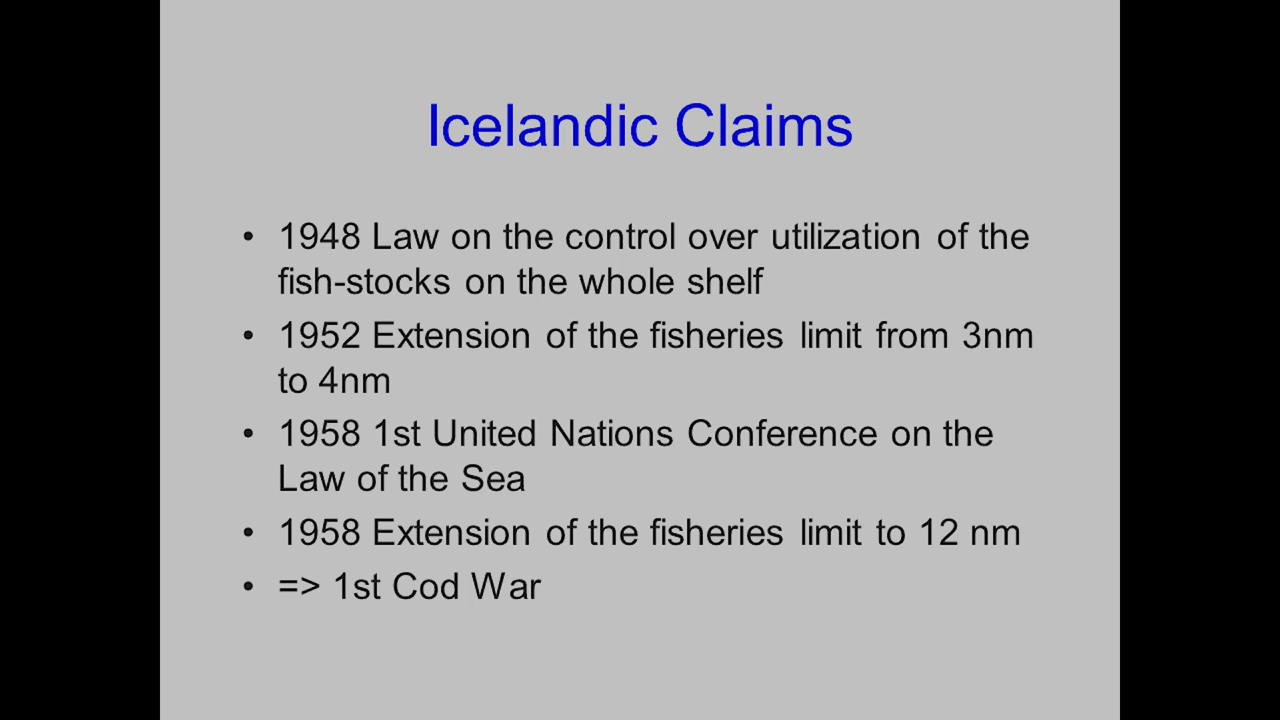 Icelandic Claims
• 1948 Law on the control over utilization of the
fish-stocks on the whole shelf
• 1952 Extension of the fisheries limit from 3nm
to 4nm
• 1958 1st United Nations Conference on the
Law of the Sea
• 1958 Extension of the fisheries limit to 12 nm
• => 1st Cod War